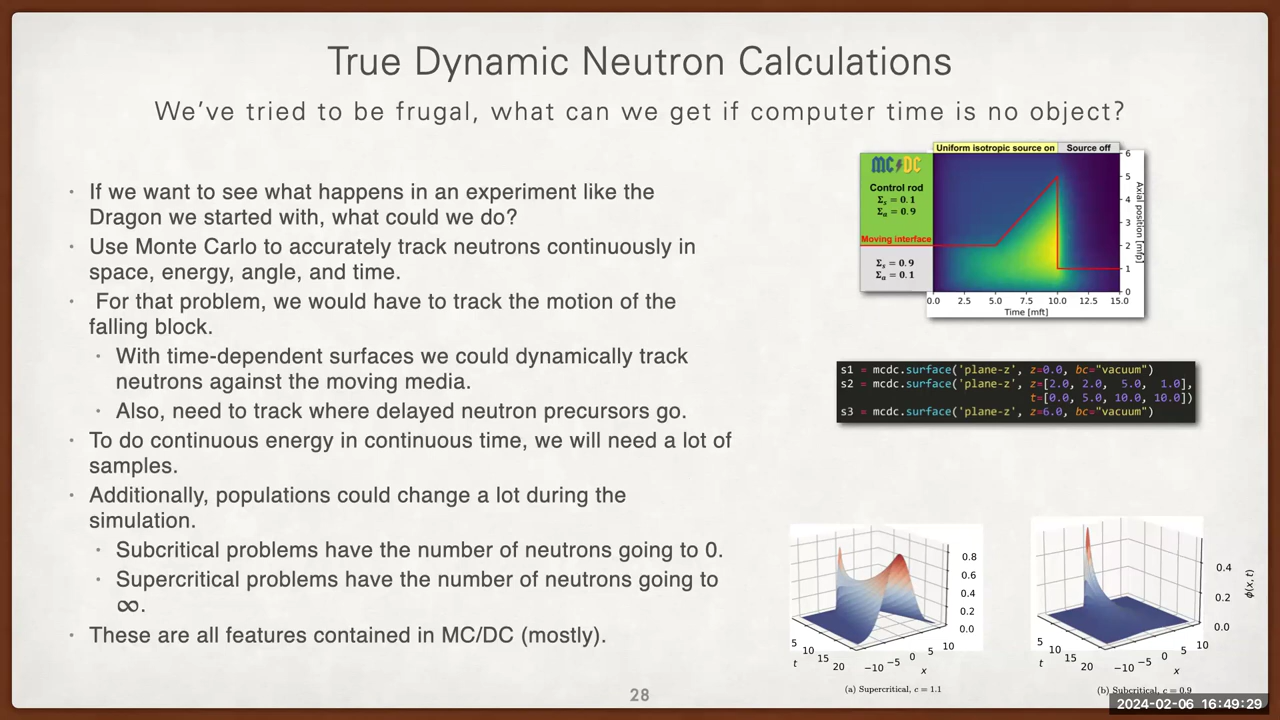 True Dynamic Neutron Calculations
We've tried to be frugal, what can we get if computer time is no object?
· If we want to see what happens in an experiment like the
Dragon we started with, what could we do?
· Use Monte Carlo to accurately track neutrons continuously in
space, energy, angle, and time.
· For that problem, we would have to track the motion of the
falling block.
· With time-dependent surfaces we could dynamically track
neutrons against the moving media.
· Also, need to track where delayed neutron precursors go.
· To do continuous energy in continuous time, we will need a lot of
samples.
· Additionally, populations could change a lot during the
simulation.
· Subcritical problems have the number of neutrons going to 0.
· Supercritical problems have the number of neutrons going to
∞.
· These are all features contained in MC/DC (mostly).
Uniform isotropic source on Source off
MC⚡DC
Control rod
Σs = 0.1
Σa = 0.9
Moving interface
Σs = 0.9
Σa = 0.1
6
5
4
3
2
1
0
Axial position [mfp]
0.0 2.5 5.0 7.5 10.0 12.5 15.0
Time [mft]
s1 = mcdc.surface('plane-z', z=0.0, bc="vacuum")
s2 = mcdc.surface('plane-z', z=[2.0, 2.0, 5.0, 1.0],
t=[0.0, 5.0, 10.0, 10.0])
s3 = mcdc.surface('plane-z', z=6.0, bc="vacuum")
0.8
0.6
0.4
0.2
0.0
5 10 15 20
t
−10 −5 0 5 10
x
(a) Supercritical, c = 1.1
0.4
0.2
0.0
ϕ(x, t)
5 10 15 20
t
−10 −5 0 5 10
x
(b) Subcritical, c = 0.9
28
2024-02-06 16:49:29